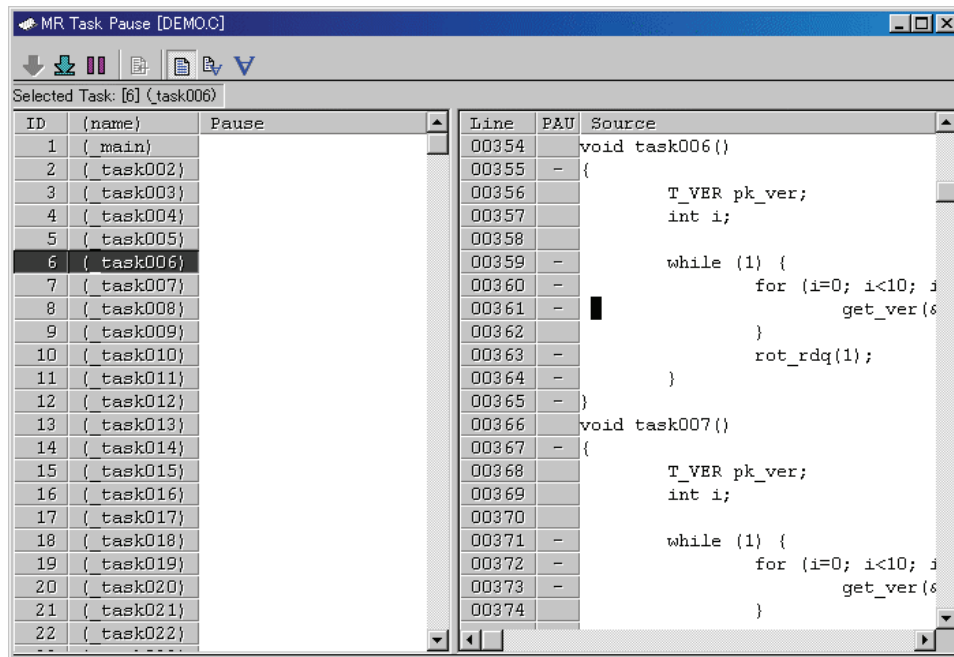 MR Task Pause [DEMO.C]
Selected Task: [6] (_task006)
ID (name) Pause
1 (_main)
2 (_task002)
3 (_task003)
4 (_task004)
5 (_task005)
6 (_task006)
7 (_task007)
8 (_task008)
9 (_task009)
10 (_task010)
11 (_task011)
12 (_task012)
13 (_task013)
14 (_task014)
15 (_task015)
16 (_task016)
17 (_task017)
18 (_task018)
19 (_task019)
20 (_task020)
21 (_task021)
22 (_task022)
Line PAU Source
00354 void task006()
00355 - {
00356 T_VER pk_ver;
00357 int i;
00358
00359 - while (1) {
00360 - for (i=0; i<10; i
00361 - get_ver(&
00362 }
00363 - rot_rdq(1);
00364 - }
00365 - }
00366 void task007()
00367 - {
00368 T_VER pk_ver;
00369 int i;
00370
00371 - while (1) {
00372 - for (i=0; i<10; i
00373 - get_ver(&
00374 }